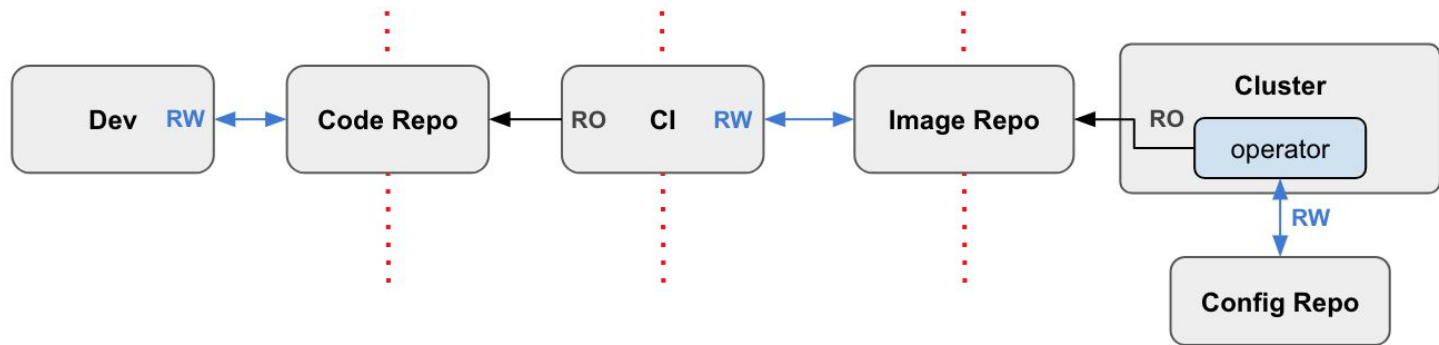 Dev
RW
Code Repo
RO
CI
RW
Image Repo
Cluster
RO
operator
RW
Config Repo